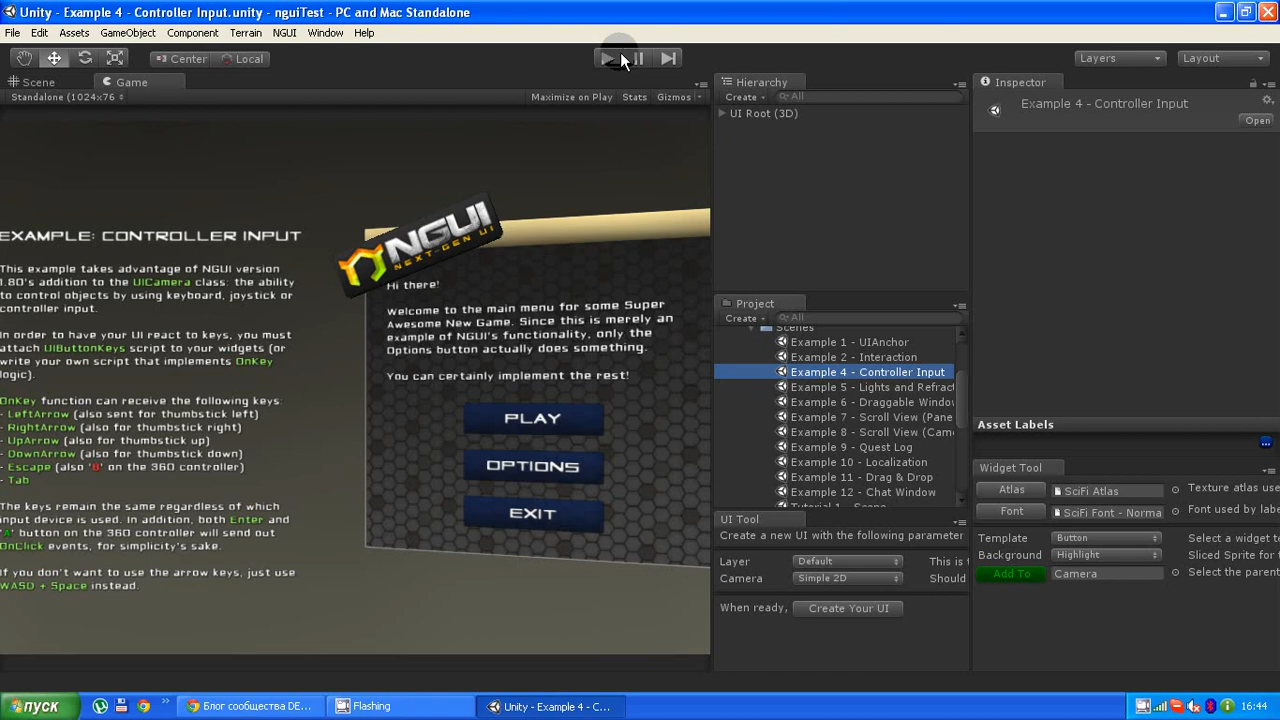 Unity - Example 4 - Controller Input.unity - nguiTest - PC and Mac Standalone
File Edit Assets GameObject Component Terrain NGUI Window Help
Center Local Layers Layout
Scene Game
Standalone (1024x76 Maximize on Play Stats Gizmos
Hierarchy
Create All
UI Root (3D)
Inspector
Example 4 - Controller Input
Open
NGUI
NEXT-GEN UI
EXAMPLE: CONTROLLER INPUT
This example takes advantage of NGUI version
1.80's addition to the UICamera class: the ability
to control objects by using keyboard, joystick or
controller input.
In order to have your UI react to keys, you must
attach UIButtonKeys script to your widgets (or
write your own script that implements OnKey
logic).
OnKey function can receive the following keys:
- LeftArrow (also sent for thumbstick left)
- RightArrow (also for thumbstick right)
- UpArrow (also for thumbstick up)
- DownArrow (also for thumbstick down)
- Escape (also 'B' on the 360 controller)
- Tab
The keys remain the same regardless of which
input device is used. In addition, both Enter and
'A' button on the 360 controller will send out
OnClick events, for simplicity's sake.
If you don't want to use the arrow keys, just use
WASD + Space instead.
Hi there!
Welcome to the main menu for some Super
Awesome New Game. Since this is merely an
example of NGUI's functionality, only the
Options button actually does something.
You can certainly implement the rest!
PLAY
OPTIONS
EXIT
Project
Create All
Scenes
Example 1 - UIAnchor
Example 2 - Interaction
Example 4 - Controller Input
Example 5 - Lights and Refract
Example 6 - Draggable Window
Example 7 - Scroll View (Pane
Example 8 - Scroll View (Cam
Example 9 - Quest Log
Example 10 - Localization
Example 11 - Drag & Drop
Example 12 - Chat Window
Tutorial 1 - Scene
UI Tool
Create a new UI with the following parameter
Layer Default This is t
Camera Simple 2D Should
When ready, Create Your UI
Asset Labels
...
Widget Tool
Atlas SciFi Atlas Texture atlas use
Font SciFi Font - Norma Font used by label
Template Button Select a widget te
Background Highlight Sliced Sprite for t
Add To Camera Select the parent
пуск Блог сообщества DE... Flashing Unity - Example 4 - C... 16:44